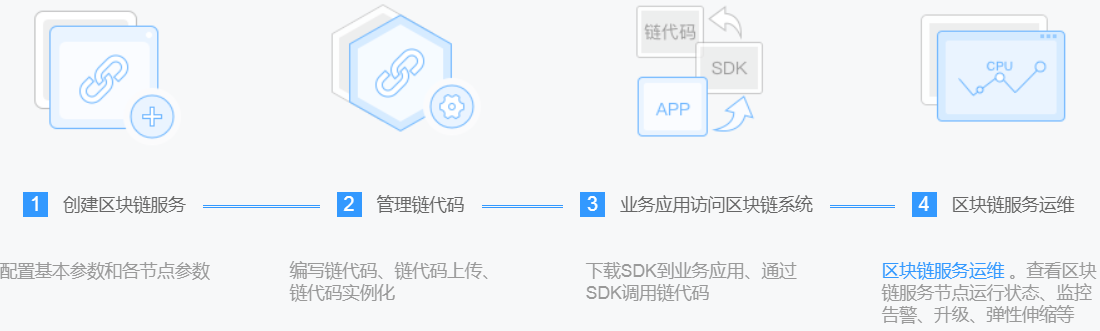 链代码
SDK
APP
CPU
1 创建区块链服务
2 管理链代码
3 业务应用访问区块链系统
4 区块链服务运维
配置基本参数和各节点参数
编写链代码、链代码上传、
链代码实例化
下载SDK到业务应用、通过
SDK调用链代码
区块链服务运维 。查看区块
链服务节点运行状态、监控
告警、升级、弹性伸缩等